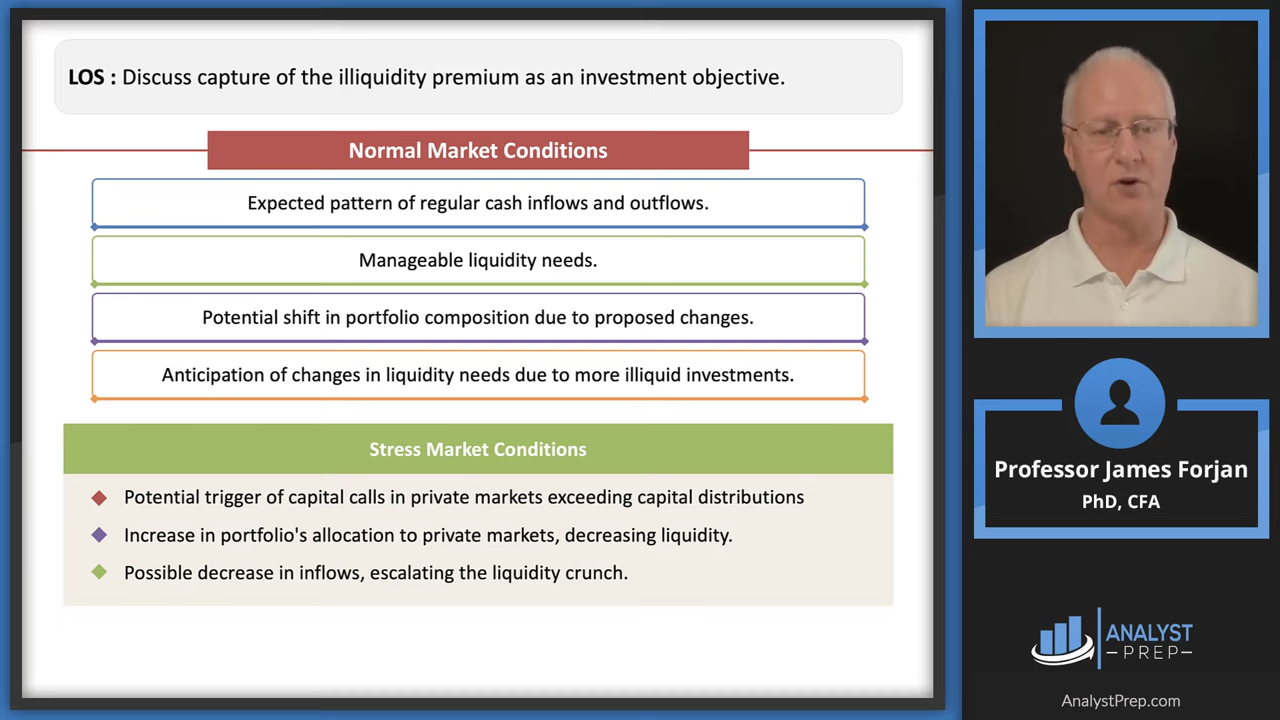 LOS : Discuss capture of the illiquidity premium as an investment objective.
Normal Market Conditions
Expected pattern of regular cash inflows and outflows.
Manageable liquidity needs.
Potential shift in portfolio composition due to proposed changes.
Anticipation of changes in liquidity needs due to more illiquid investments.
Stress Market Conditions
Potential trigger of capital calls in private markets exceeding capital distributions
Increase in portfolio's allocation to private markets, decreasing liquidity.
Possible decrease in inflows, escalating the liquidity crunch.
Professor James Forjan
PhD, CFA
ANALYST
PREP
AnalystPrep.com